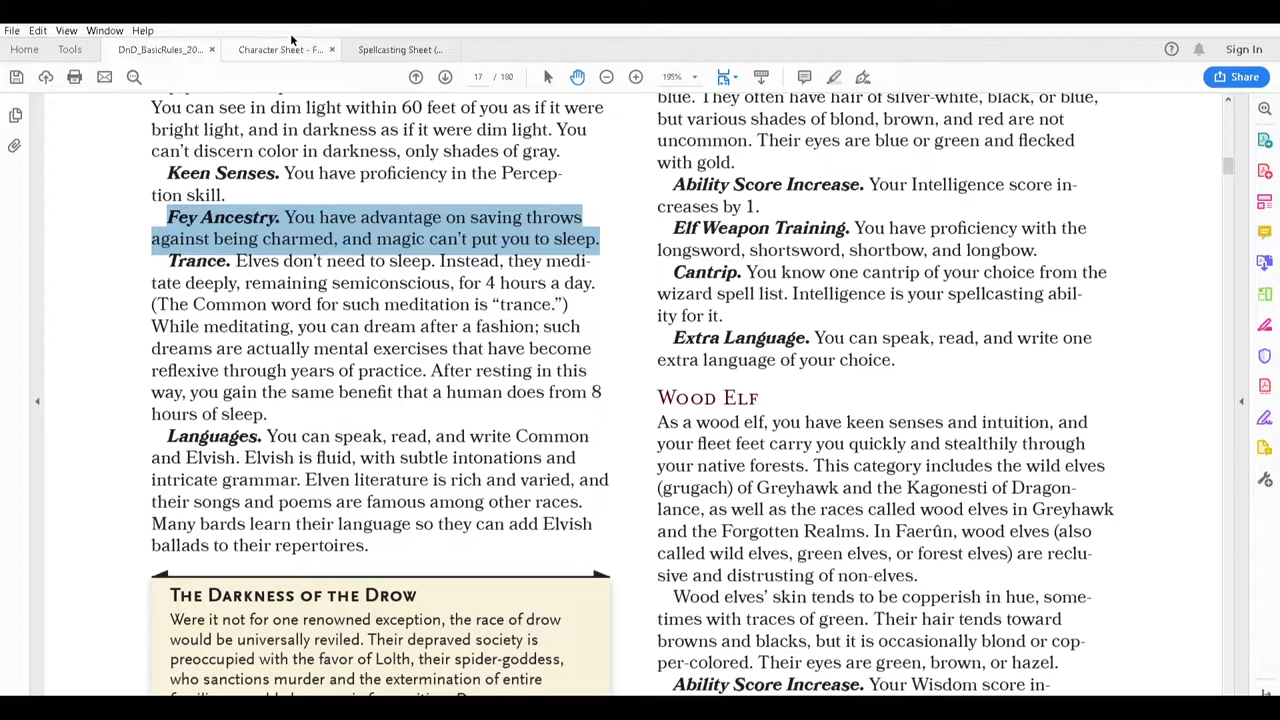 File Edit View Window Help
Home Tools DnD_BasicRules_20... × Character Sheet - F... × Spellcasting Sheet (...
Sign In
17 / 180 195% Share
You can see in dim light within 60 feet of you as if it were
bright light, and in darkness as if it were dim light. You
can't discern color in darkness, only shades of gray.
Keen Senses. You have proficiency in the Percep-
tion skill.
Fey Ancestry. You have advantage on saving throws
against being charmed, and magic can't put you to sleep.
Trance. Elves don't need to sleep. Instead, they medi-
tate deeply, remaining semiconscious, for 4 hours a day.
(The Common word for such meditation is “trance.”)
While meditating, you can dream after a fashion; such
dreams are actually mental exercises that have become
reflexive through years of practice. After resting in this
way, you gain the same benefit that a human does from 8
hours of sleep.
Languages. You can speak, read, and write Common
and Elvish. Elvish is fluid, with subtle intonations and
intricate grammar. Elven literature is rich and varied, and
their songs and poems are famous among other races.
Many bards learn their language so they can add Elvish
ballads to their repertoires.
The Darkness of the Drow
Were it not for one renowned exception, the race of drow
would be universally reviled. Their depraved society is
preoccupied with the favor of Lolth, their spider-goddess,
who sanctions murder and the extermination of entire
blue. They often have hair of silver-white, black, or blue,
but various shades of blond, brown, and red are not
uncommon. Their eyes are blue or green and flecked
with gold.
Ability Score Increase. Your Intelligence score in-
creases by 1.
Elf Weapon Training. You have proficiency with the
longsword, shortsword, shortbow, and longbow.
Cantrip. You know one cantrip of your choice from the
wizard spell list. Intelligence is your spellcasting abil-
ity for it.
Extra Language. You can speak, read, and write one
extra language of your choice.
Wood Elf
As a wood elf, you have keen senses and intuition, and
your fleet feet carry you quickly and stealthily through
your native forests. This category includes the wild elves
(grugach) of Greyhawk and the Kagonesti of Dragon-
lance, as well as the races called wood elves in Greyhawk
and the Forgotten Realms. In Faerûn, wood elves (also
called wild elves, green elves, or forest elves) are reclu-
sive and distrusting of non-elves.
Wood elves' skin tends to be copperish in hue, some-
times with traces of green. Their hair tends toward
browns and blacks, but it is occasionally blond or cop-
per-colored. Their eyes are green, brown, or hazel.
Ability Score Increase. Your Wisdom score in-